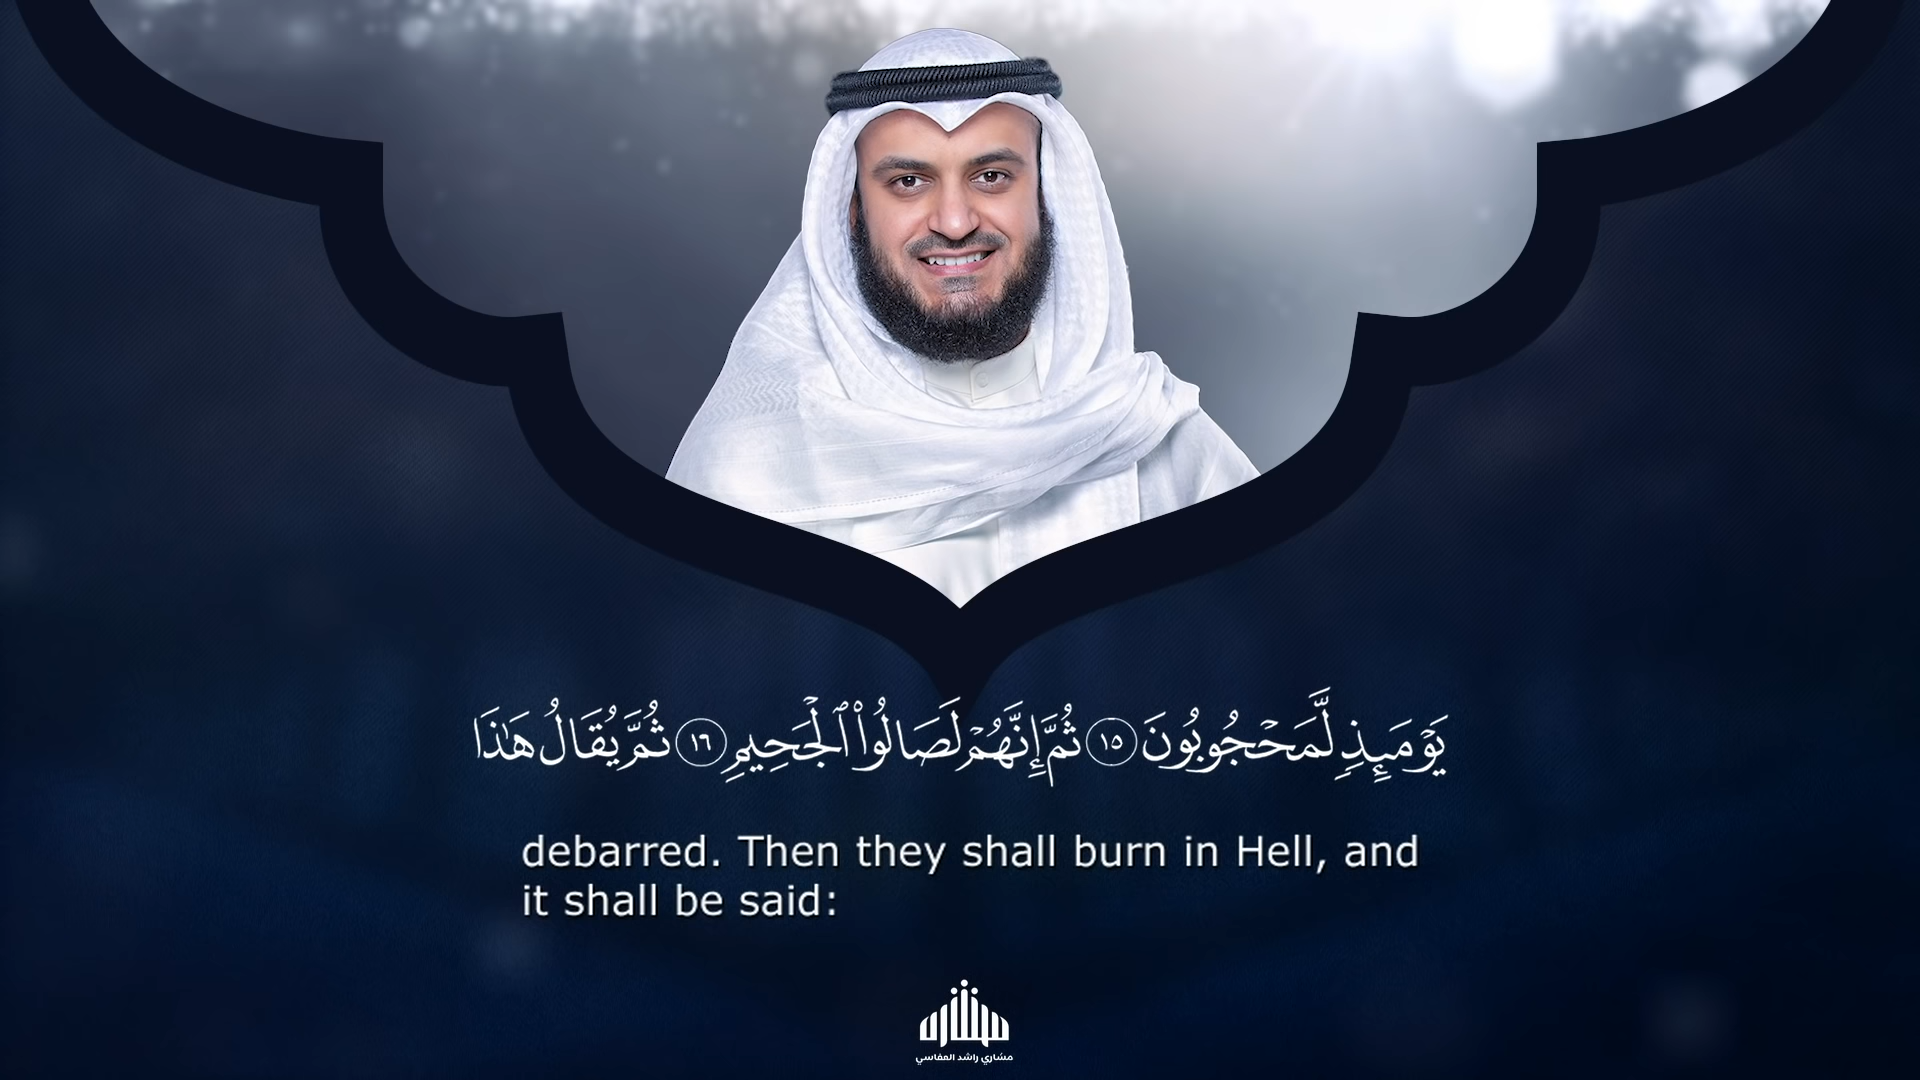 يَوْمَئِذٍ لَّمَحْجُوبُونَ ١٥ ثُمَّ إِنَّهُمْ لَصَالُوا۟ ٱلْجَحِيمِ ١٦ ثُمَّ يُقَالُ هَـٰذَا
debarred. Then they shall burn in Hell, and
it shall be said:
مشاري
مشاري راشد العفاسي